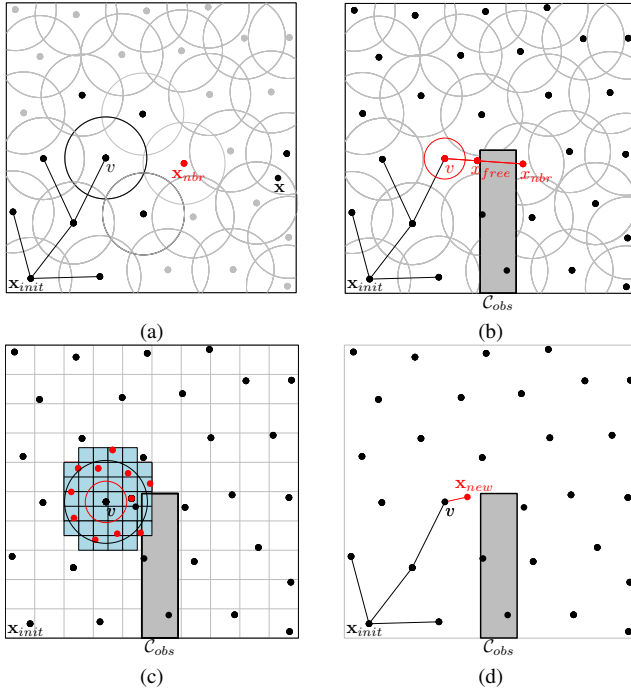 v
x_nbr
x
x_init
(a)
v
x_free
x_nbr
x_init
C_obs
(b)
v
x_init
C_obs
(c)
x_new
v
x_init
C_obs
(d)